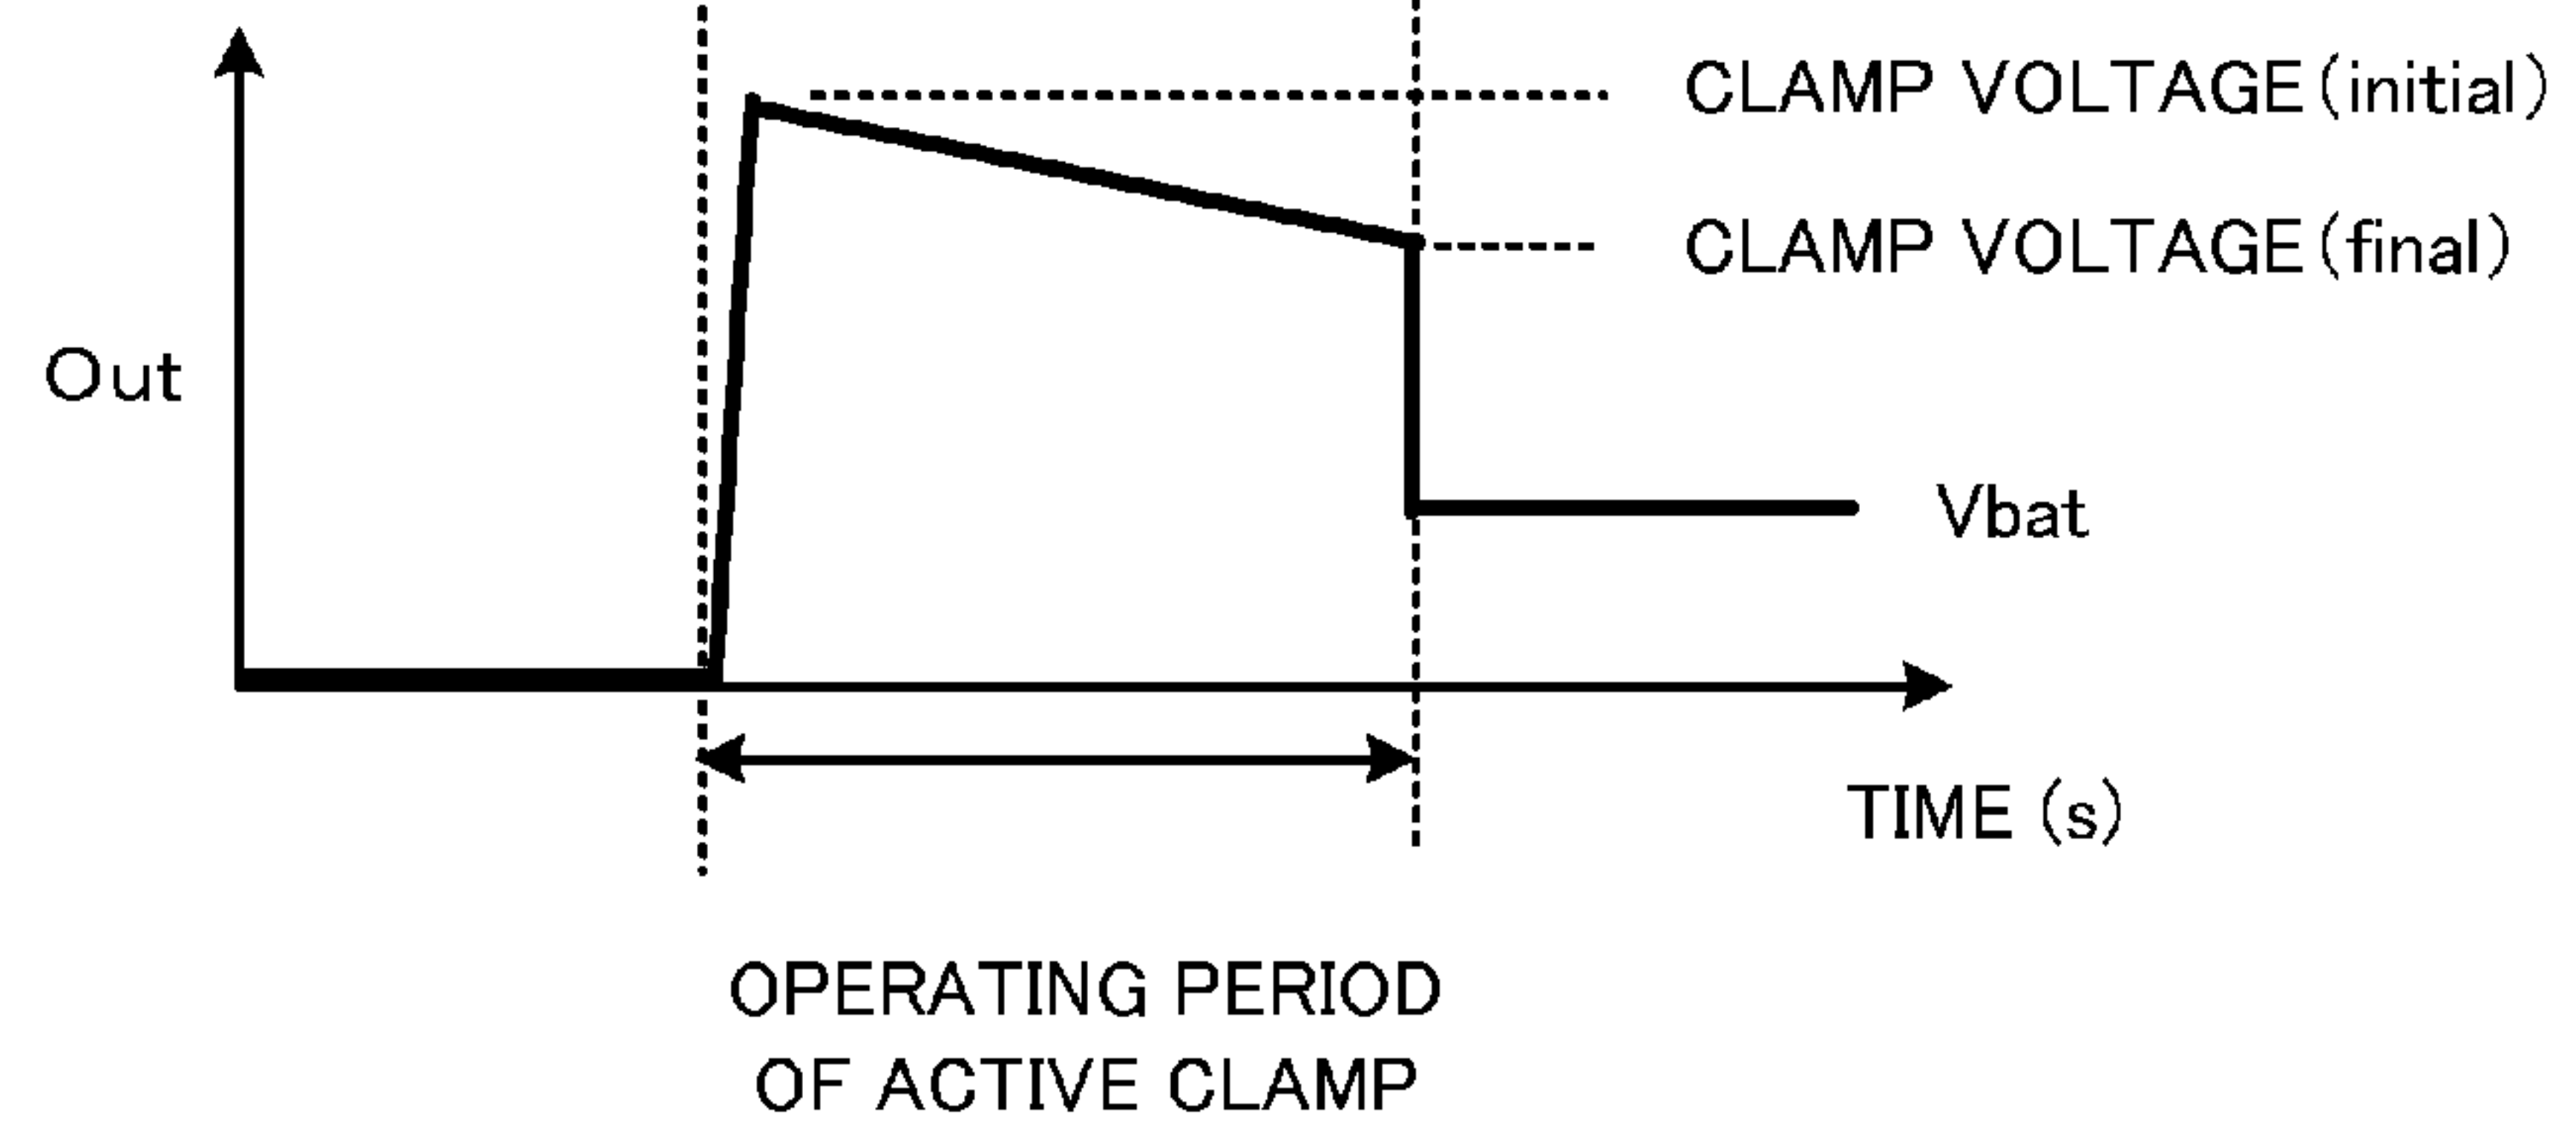 CLAMP VOLTAGE(initial)
CLAMP VOLTAGE(final)
Out
Vbat
TIME (s)
OPERATING PERIOD
OF ACTIVE CLAMP